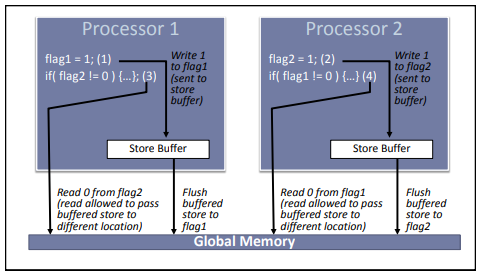 Processor 1
flag1 = 1; (1)
if( flag2 != 0 ) {…}; (3)
Write 1
to flag1
(sent to
store
buffer)
Store Buffer
Read 0 from flag2
(read allowed to pass
buffered store to
different location)
Flush
buffered
store to
flag1
Processor 2
flag2 = 1; (2)
if( flag1 != 0 ) {…} (4)
Write 1
to flag2
(sent to
store
buffer)
Store Buffer
Read 0 from flag1
(read allowed to pass
buffered store to
different location)
Flush
buffered
store to
flag2
Global Memory